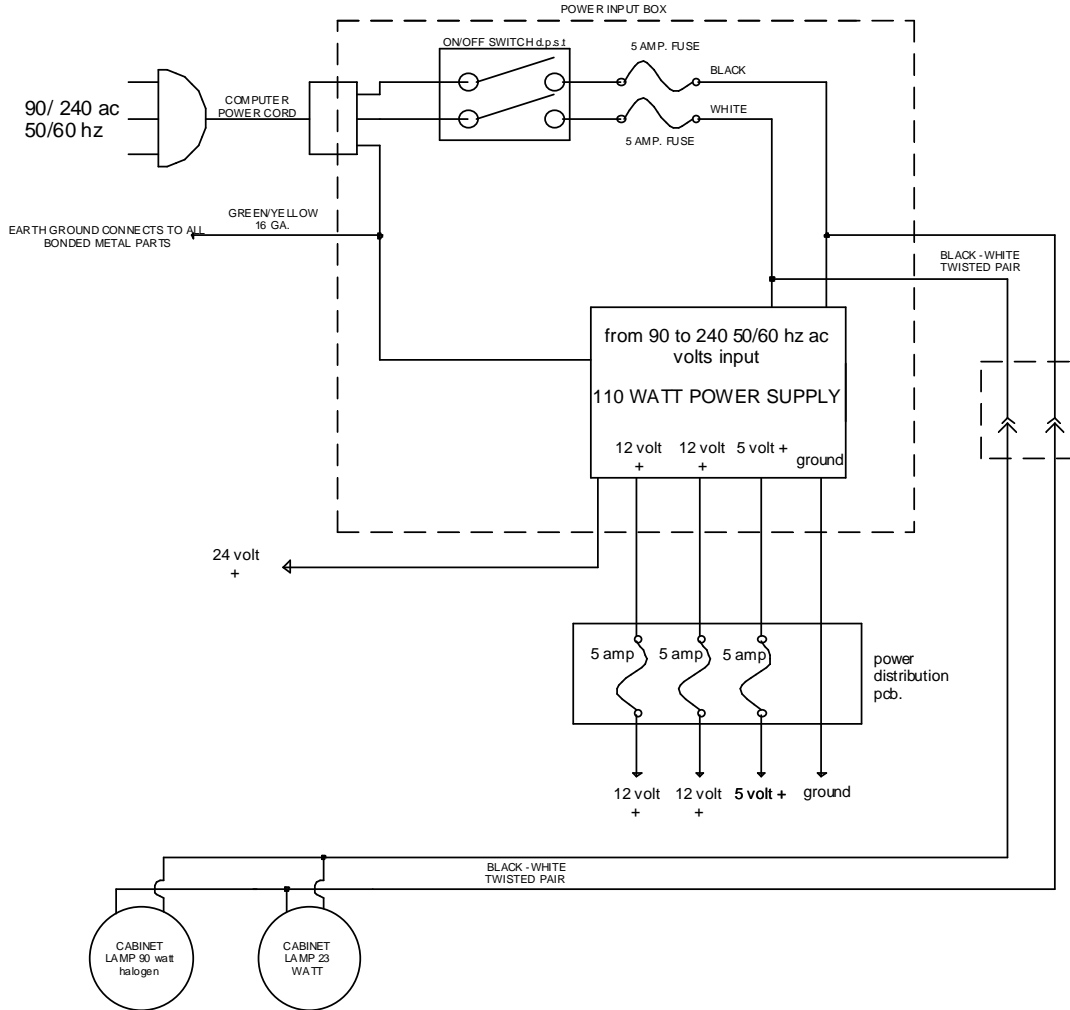 POWER INPUT BOX
ON/OFF SWITCH d.p.s.t
5 AMP. FUSE
BLACK
90/ 240 ac
50/60 hz
COMPUTER
POWER CORD
WHITE
5 AMP. FUSE
GREEN/YELLOW
16 GA.
EARTH GROUND CONNECTS TO ALL
BONDED METAL PARTS
BLACK - WHITE
TWISTED PAIR
from 90 to 240 50/60 hz ac
volts input
110 WATT POWER SUPPLY
12 volt
+
12 volt
+
5 volt +
ground
24 volt
+
5 amp
5 amp
5 amp
power
distribution
pcb.
12 volt
+
12 volt
+
5 volt +
ground
BLACK - WHITE
TWISTED PAIR
CABINET
LAMP 90 watt
halogen
CABINET
LAMP 23
WATT